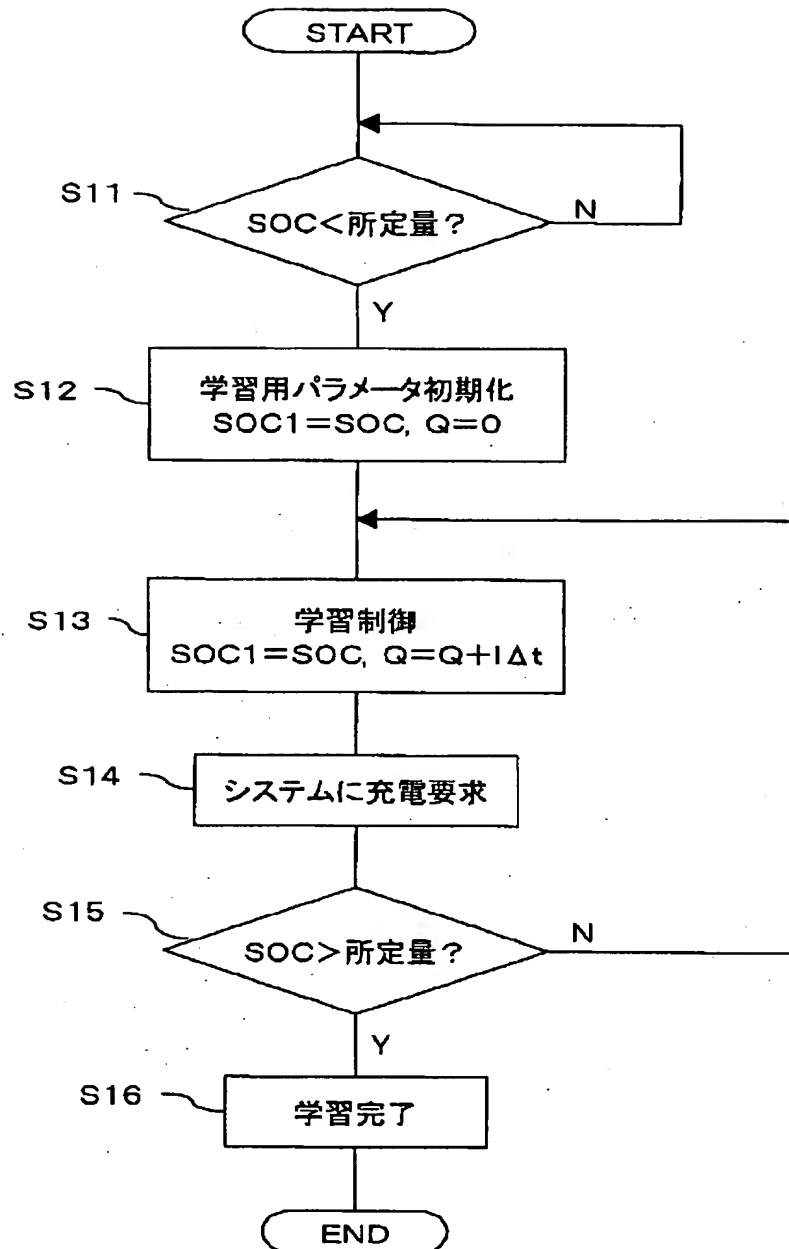 START
S11
SOC<所定量?
N
Y
S12
学習用パラメータ初期化
SOC1=SOC, Q=0
S13
学習制御
SOC1=SOC, Q=Q+IΔt
S14
システムに充電要求
S15
SOC>所定量?
N
Y
S16
学習完了
END